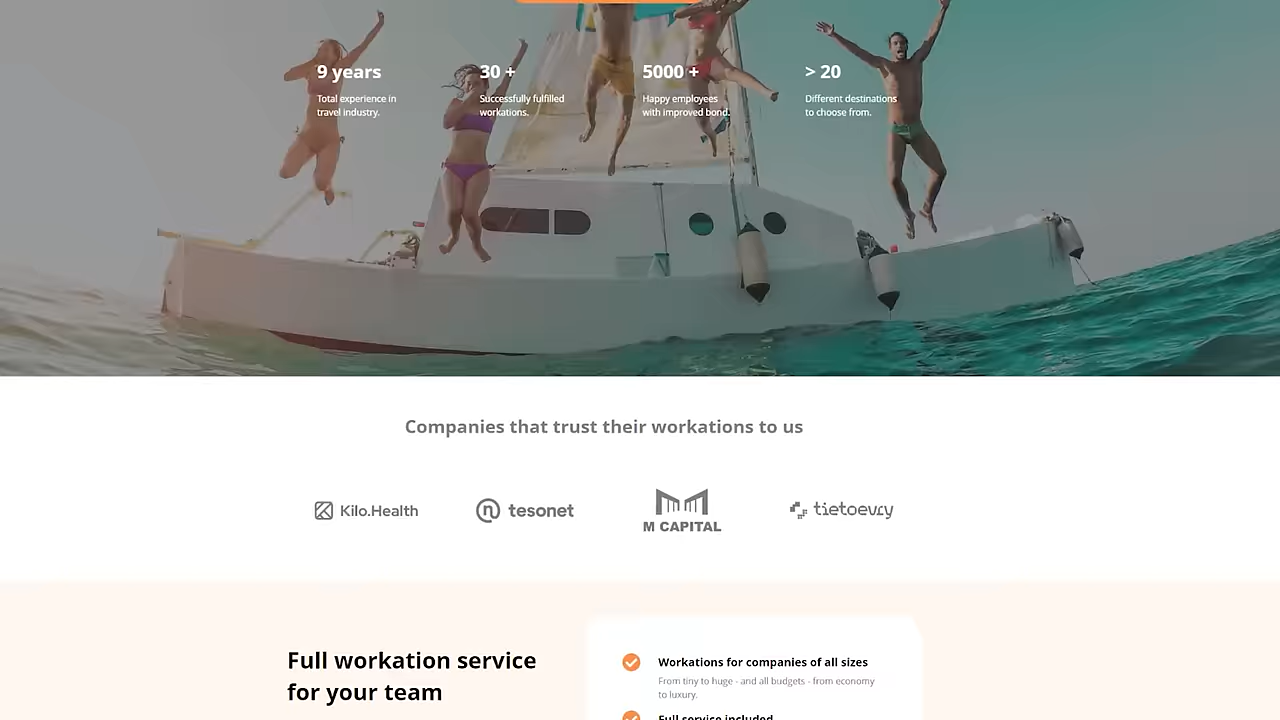 9 years
Total experience in
travel industry.
30 +
Successfully fulfilled
workations.
5000 +
Happy employees
with improved bond.
> 20
Different destinations
to choose from.
Companies that trust their workations to us
Kilo.Health
tesonet
M CAPITAL
tietoevry
Full workation service
for your team
Workations for companies of all sizes
From tiny to huge - and all budgets - from economy
to luxury.
Full service included